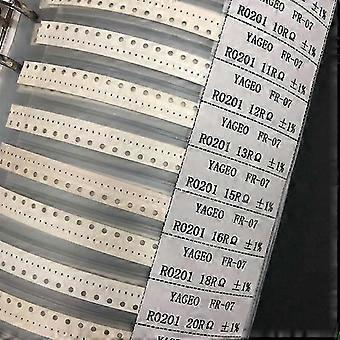 YAGEO FR-07
R0201 10RΩ ±1%
YAGEO FR-07
R0201 11RΩ ±1%
YAGEO FR-07
R0201 12RΩ ±1%
YAGEO FR-07
R0201 13RΩ ±1%
YAGEO FR-07
R0201 15RΩ ±1%
YAGEO FR-07
R0201 16RΩ ±1%
YAGEO FR-07
R0201 18RΩ ±1%
YAGEO FR-07
R0201 20RΩ ±1%